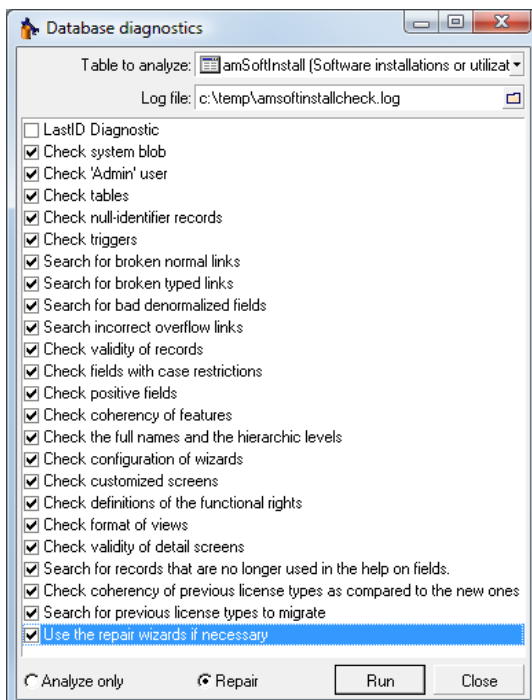 Database diagnostics
Table to analyze: amSoftInstall (Software installations or utilizat
Log file: c:\temp\amsoftinstallcheck.log
LastID Diagnostic
Check system blob
Check 'Admin' user
Check tables
Check null-identifier records
Check triggers
Search for broken normal links
Search for broken typed links
Search for bad denormalized fields
Search incorrect overflow links
Check validity of records
Check fields with case restrictions
Check positive fields
Check coherency of features
Check the full names and the hierarchic levels
Check configuration of wizards
Check customized screens
Check definitions of the functional rights
Check format of views
Check validity of detail screens
Search for records that are no longer used in the help on fields.
Check coherency of previous license types as compared to the new ones
Search for previous license types to migrate
Use the repair wizards if necessary
Analyze only Repair Run Close